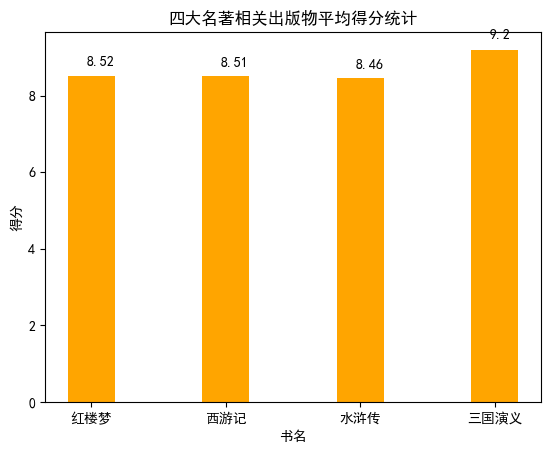 四大名著相关出版物平均得分统计
8.52
8.51
8.46
9.2
得分
8
6
4
2
0
红楼梦
西游记
水浒传
三国演义
书名